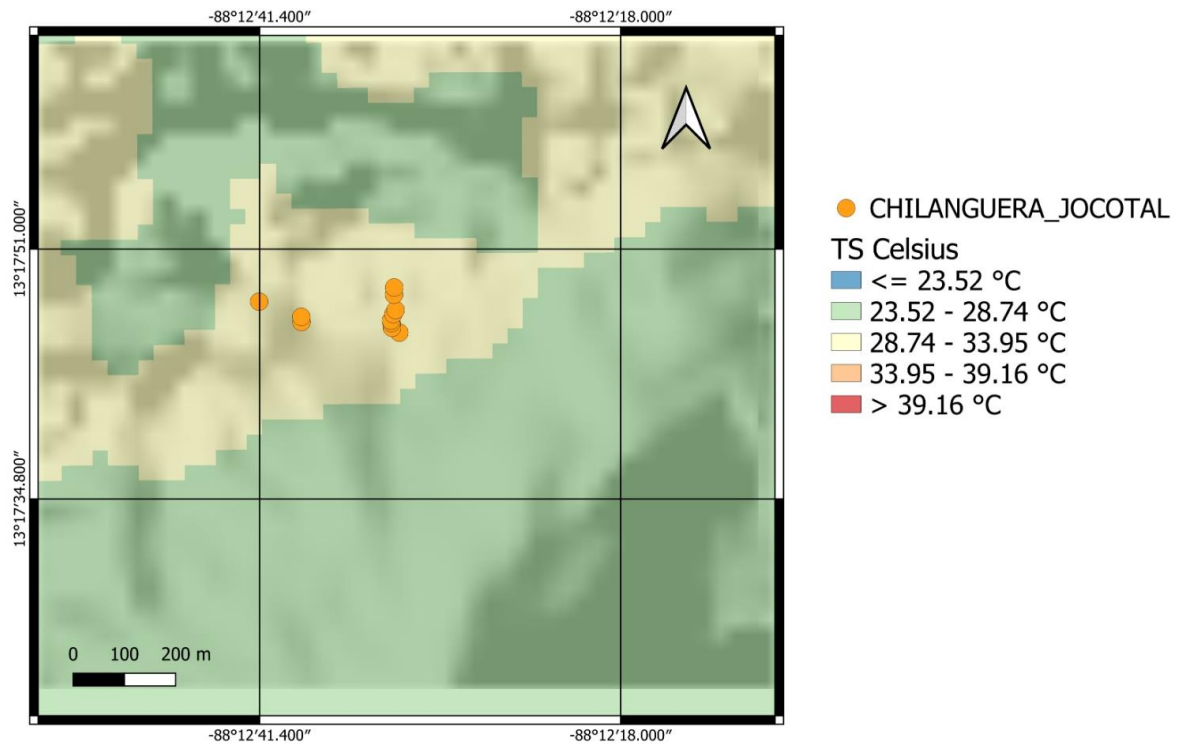 -88°12′41.400″ -88°12′18.000″
13°17′51.000″
13°17′34.800″
0 100 200 m
-88°12′41.400″ -88°12′18.000″
CHILANGUERA_JOCOTAL
TS Celsius
<= 23.52 °C
23.52 - 28.74 °C
28.74 - 33.95 °C
33.95 - 39.16 °C
> 39.16 °C